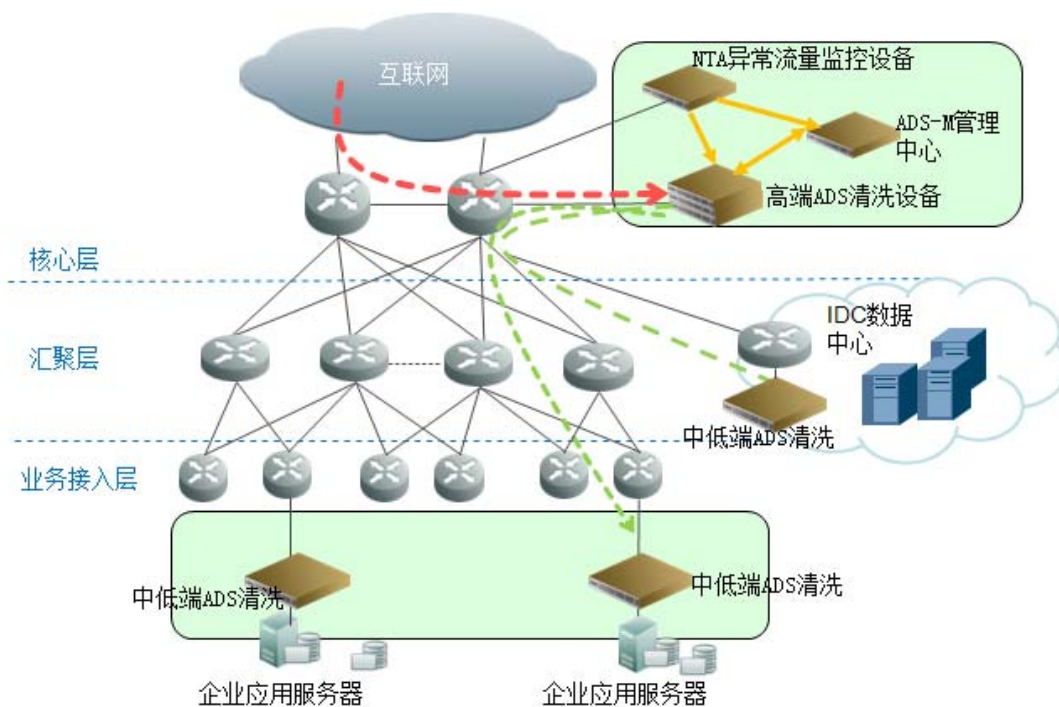 互联网
NTA异常流量监控设备
ADS-M管理
中心
高端ADS清洗设备
核心层
IDC数据
中心
汇聚层
中低端ADS清洗
业务接入层
中低端ADS清洗
中低端ADS清洗
企业应用服务器
企业应用服务器